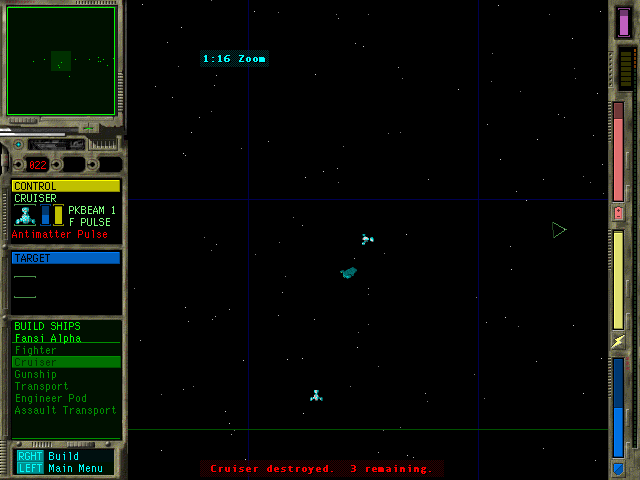 1:16 Zoom
022
CONTROL
CRUISER
PKBEAM 1
F PULSE
Antimatter Pulse
TARGET
BUILD SHIPS
Fansi Alpha
Fighter
Cruiser
Gunship
Transport
Engineer Pod
Assault Transport
RGHT Build
LEFT Main Menu
Cruiser destroyed. 3 remaining.